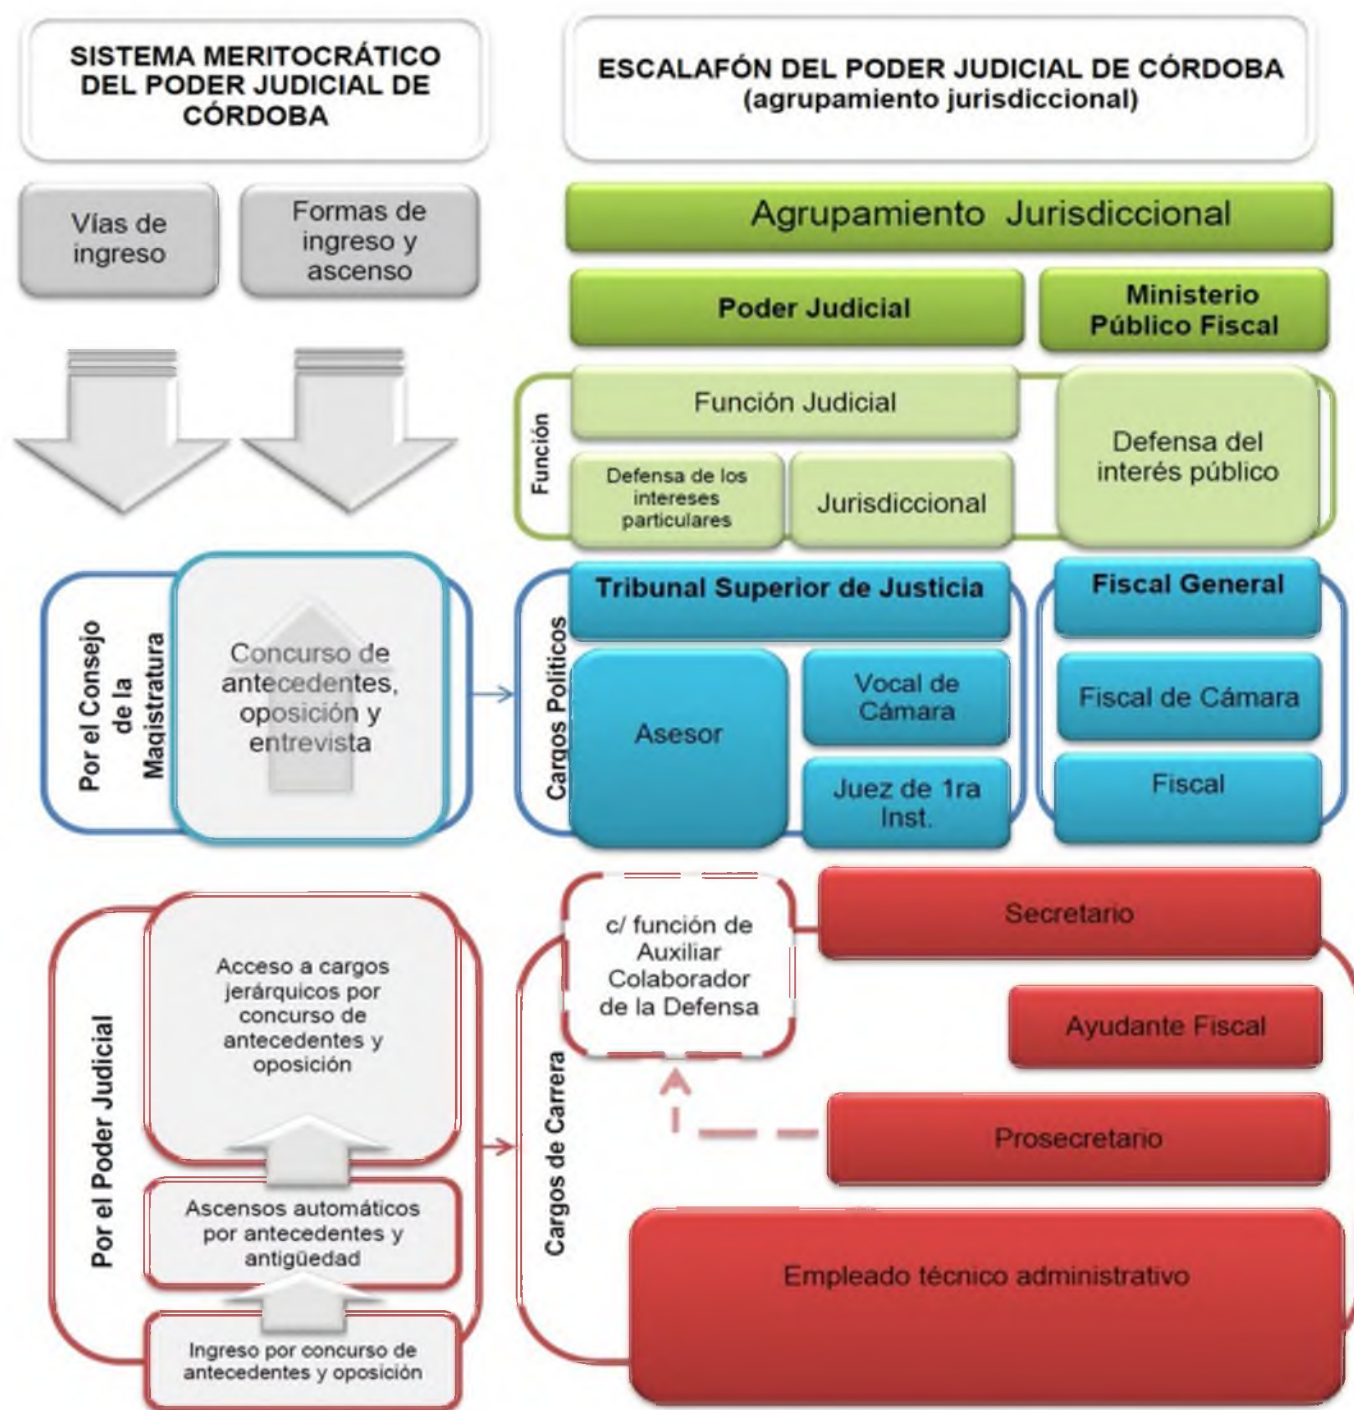 SISTEMA MERITOCRÁTICO
DEL PODER JUDICIAL DE
CÓRDOBA
ESCALAFÓN DEL PODER JUDICIAL DE CÓRDOBA
(agrupamiento jurisdiccional)
Vías de
ingreso
Formas de
ingreso y
ascenso
Agrupamiento Jurisdiccional
Poder Judicial
Ministerio
Público Fiscal
Función
Función Judicial
Defensa de los
intereses
particulares
Jurisdiccional
Defensa del
interés público
Por el Consejo
de la
Magistratura
Concurso de
antecedentes,
oposición y
entrevista
Cargos Políticos
Tribunal Superior de Justicia
Asesor
Vocal de
Cámara
Juez de 1ra
Inst.
Fiscal General
Fiscal de Cámara
Fiscal
Por el Poder Judicial
Acceso a cargos
jerárquicos por
concurso de
antecedentes y
oposición
Ascensos automáticos
por antecedentes y
antigüedad
Ingreso por concurso de
antecedentes y oposición
Cargos de Carrera
c/ función de
Auxiliar
Colaborador
de la Defensa
Secretario
Ayudante Fiscal
Prosecretario
Empleado técnico administrativo